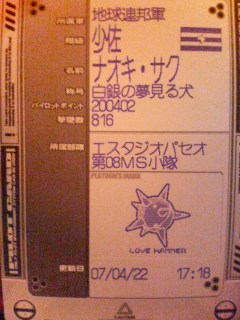 所属軍 地球連邦軍
階級 少佐
名前 ナオキ・サク
称号 白銀の夢見る犬
パイロットポイント 200402
撃墜数 816
所属部隊 エスタジオパセオ
第08MS小隊
PLATOON'S MARK
LOVE HAMMER
更新日 07/04/22 17:18
CAUTION